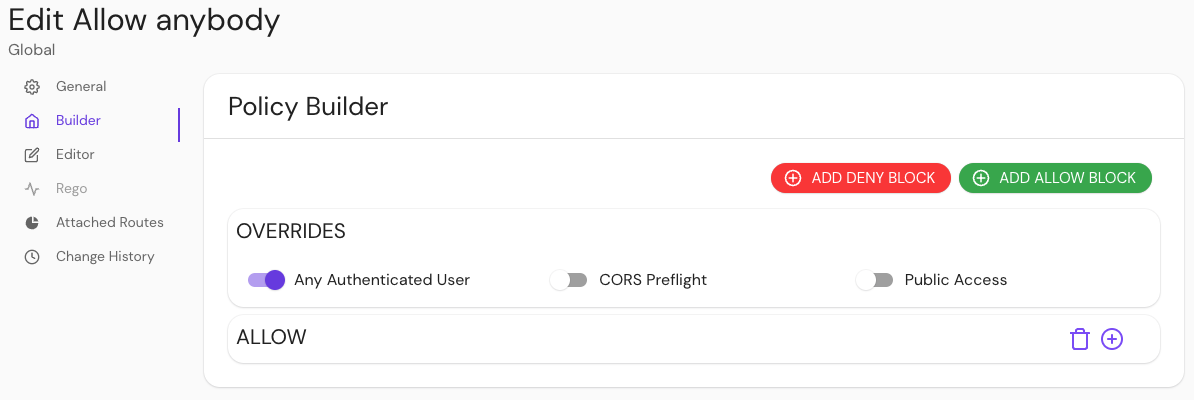 Edit Allow anybody
Global
General
Builder
Editor
Rego
Attached Routes
Change History
Policy Builder
ADD DENY BLOCK ADD ALLOW BLOCK
OVERRIDES
Any Authenticated User CORS Preflight Public Access
ALLOW